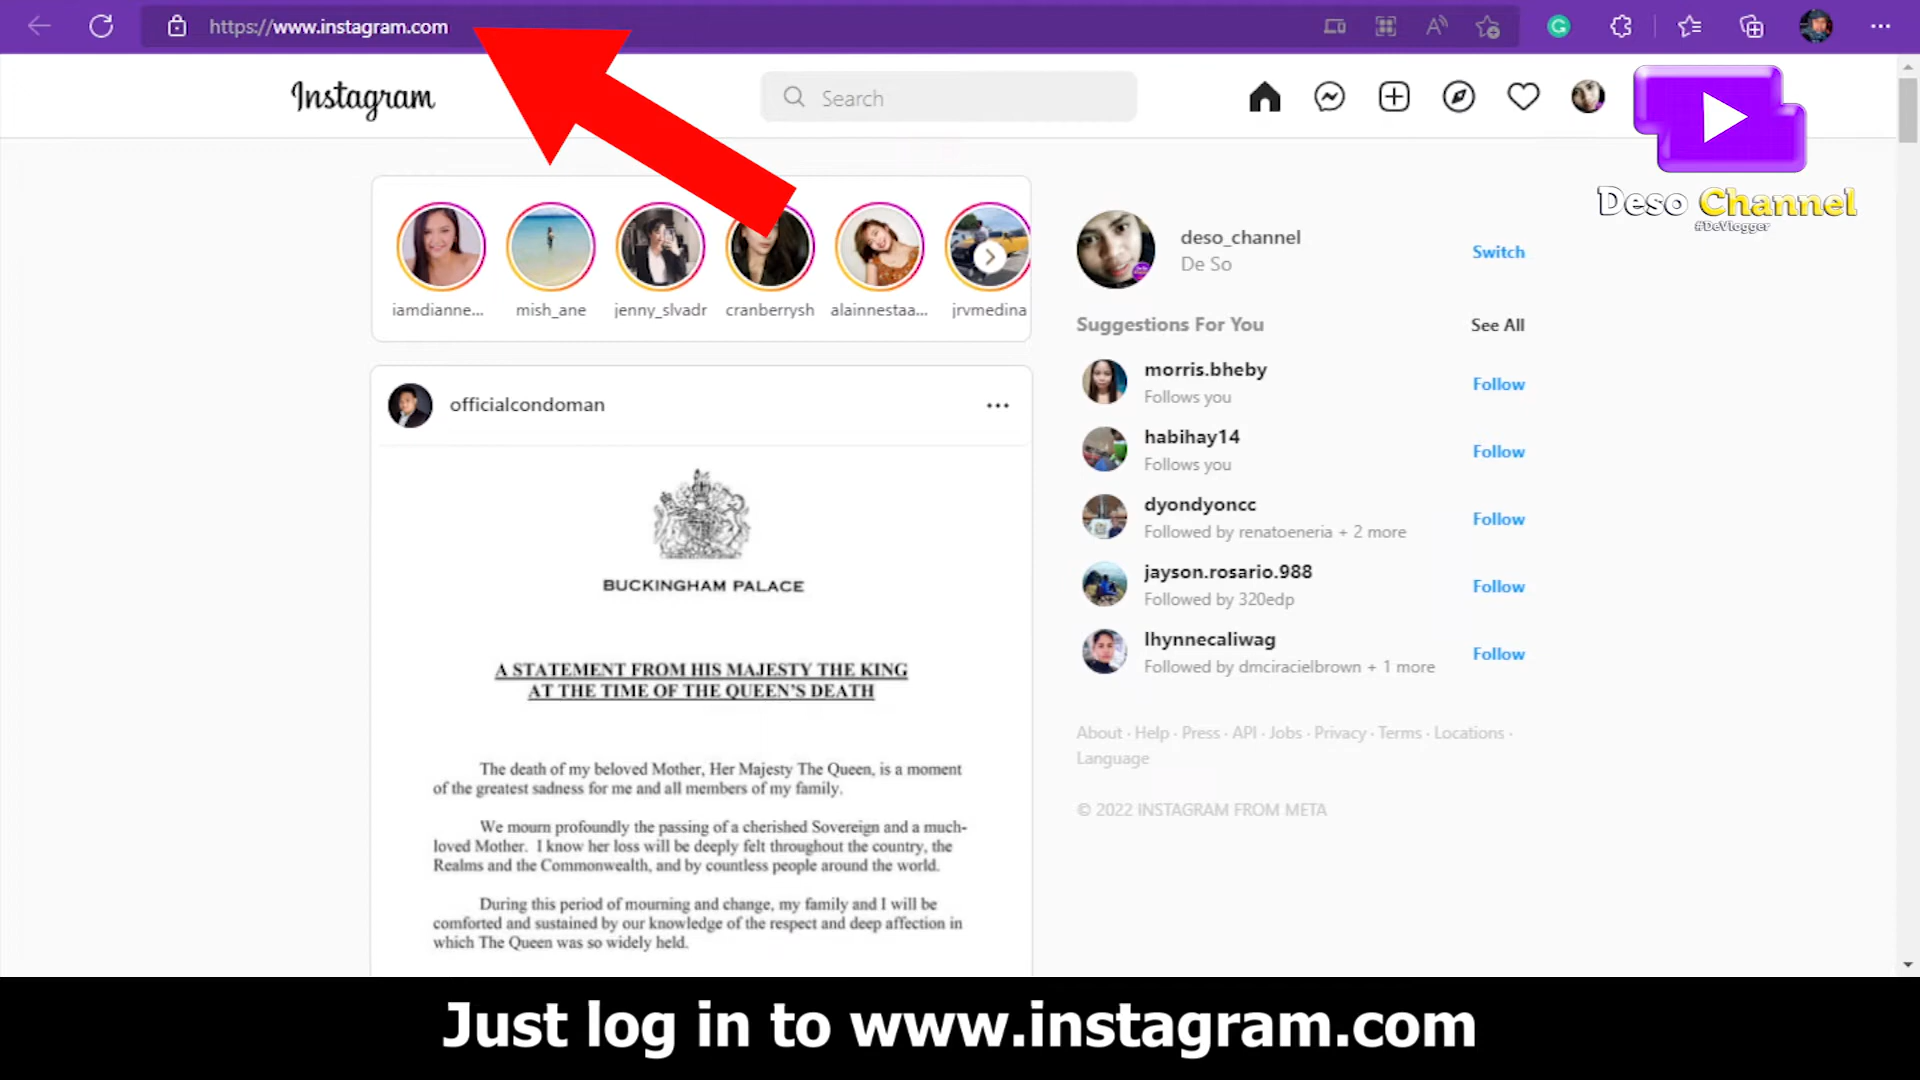 https://www.instagram.com
Instagram
Search
Deso Channel
#DeVlogger
iamdianne...
mish_ane
jenny_slvadr
cranberrysh
alainnestaa...
jrvmedina
deso_channel
De So
Switch
Suggestions For You
See All
morris.bheby
Follows you
Follow
habihay14
Follows you
Follow
dyondyoncc
Followed by renatoeneria + 2 more
Follow
jayson.rosario.988
Followed by 320edp
Follow
lhynnecaliwag
Followed by dmciracielbrown + 1 more
Follow
About · Help · Press · API · Jobs · Privacy · Terms · Locations ·
Language
© 2022 INSTAGRAM FROM META
officialcondoman
BUCKINGHAM PALACE
A STATEMENT FROM HIS MAJESTY THE KING
AT THE TIME OF THE QUEEN'S DEATH
The death of my beloved Mother, Her Majesty The Queen, is a moment
of the greatest sadness for me and all members of my family.
We mourn profoundly the passing of a cherished Sovereign and a much-
loved Mother. I know her loss will be deeply felt throughout the country, the
Realms and the Commonwealth, and by countless people around the world.
During this period of mourning and change, my family and I will be
comforted and sustained by our knowledge of the respect and deep affection in
which The Queen was so widely held.
Just log in to www.instagram.com